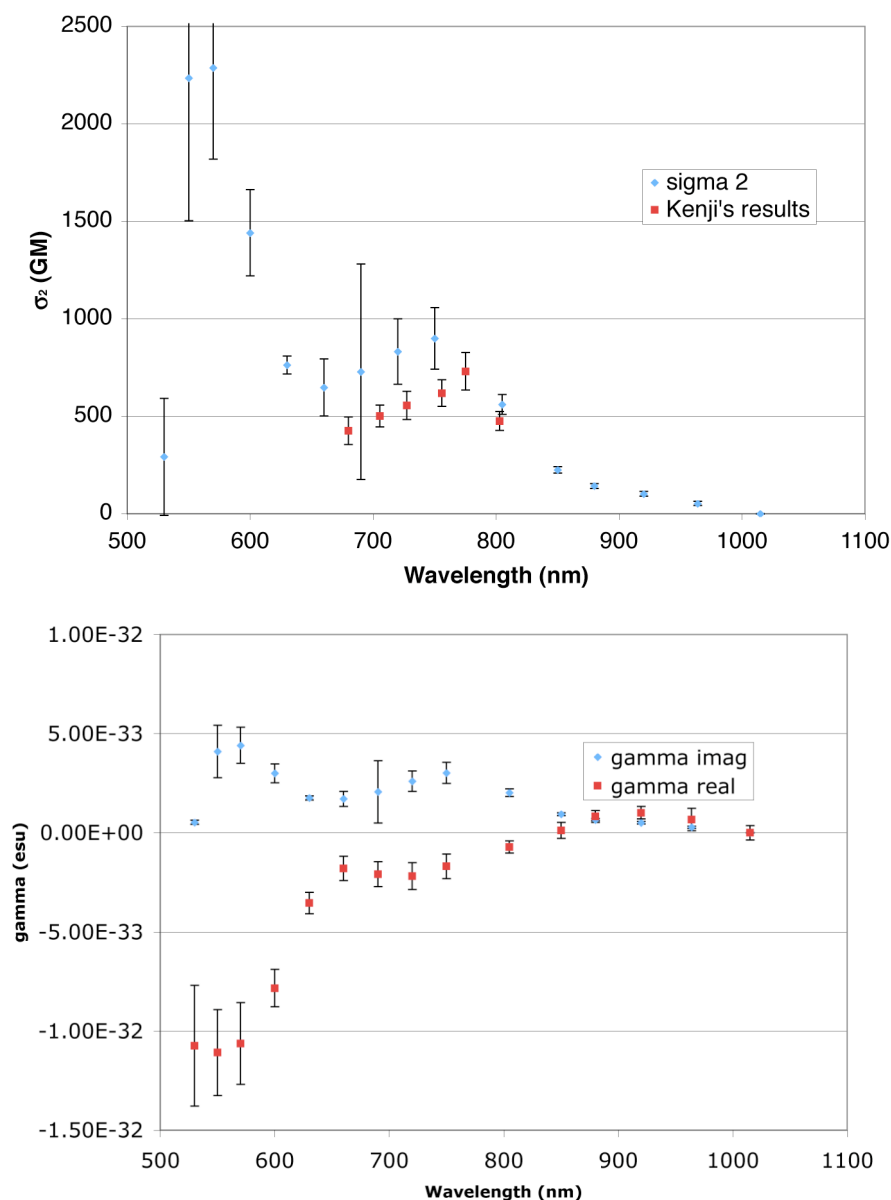 2500
2000
1500
1000
500
0
σ₂ (GM)
sigma 2
Kenji's results
500 600 700 800 900 1000 1100
Wavelength (nm)
1.00E-32
5.00E-33
0.00E+00
-5.00E-33
-1.00E-32
-1.50E-32
gamma (esu)
gamma imag
gamma real
500 600 700 800 900 1000 1100
Wavelength (nm)